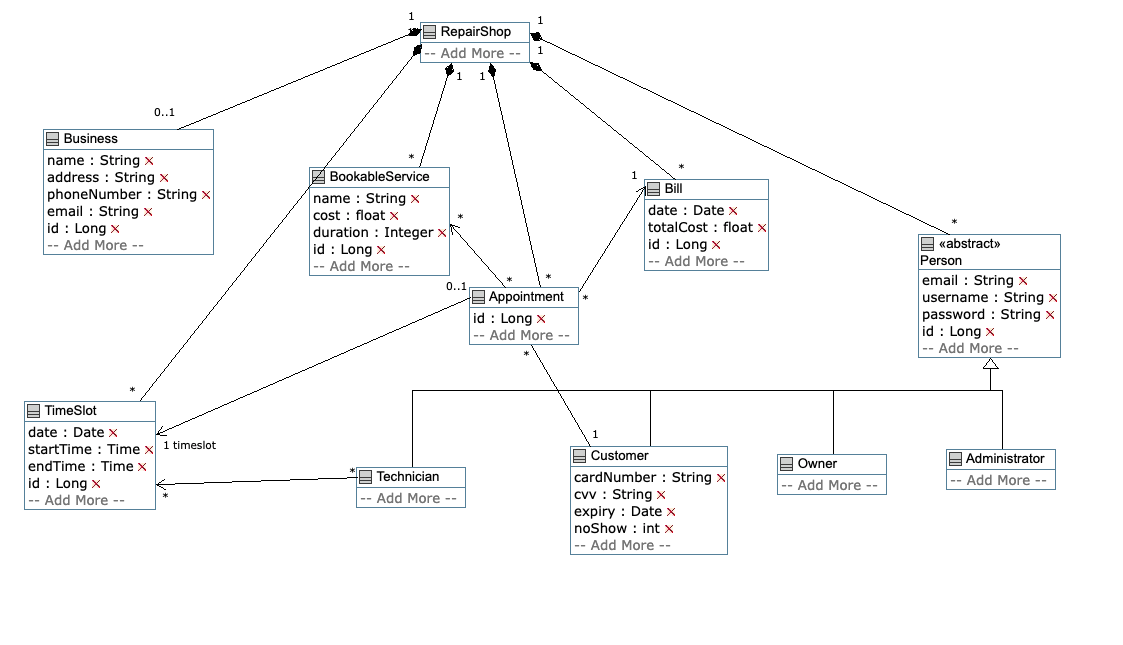 RepairShop
-- Add More --
1
1
1
1
1
1
0..1
*
*
*
*
*
Business
name : String ×
address : String ×
phoneNumber : String ×
email : String ×
id : Long ×
-- Add More --
BookableService
name : String ×
cost : float ×
duration : Integer ×
id : Long ×
-- Add More --
*
*
1
Bill
date : Date ×
totalCost : float ×
id : Long ×
-- Add More --
*
«abstract»
Person
email : String ×
username : String ×
password : String ×
id : Long ×
-- Add More --
0..1
Appointment
id : Long ×
-- Add More --
*
1
TimeSlot
date : Date ×
startTime : Time ×
endTime : Time ×
id : Long ×
-- Add More --
1 timeslot
*
*
Technician
-- Add More --
Customer
cardNumber : String ×
cvv : String ×
expiry : Date ×
noShow : int ×
-- Add More --
Owner
-- Add More --
Administrator
-- Add More --